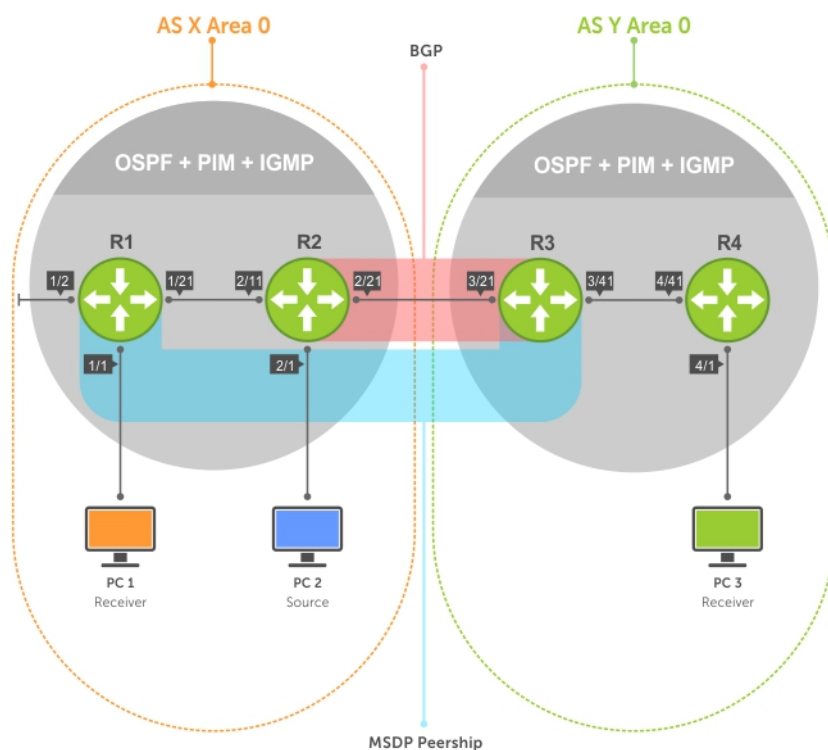 AS X Area 0
AS Y Area 0
BGP
OSPF + PIM + IGMP
OSPF + PIM + IGMP
R1
R2
R3
R4
1/2
1/21
2/11
2/21
3/21
3/41
4/41
1/1
2/1
4/1
PC 1
Receiver
PC 2
Source
PC 3
Receiver
MSDP Peership